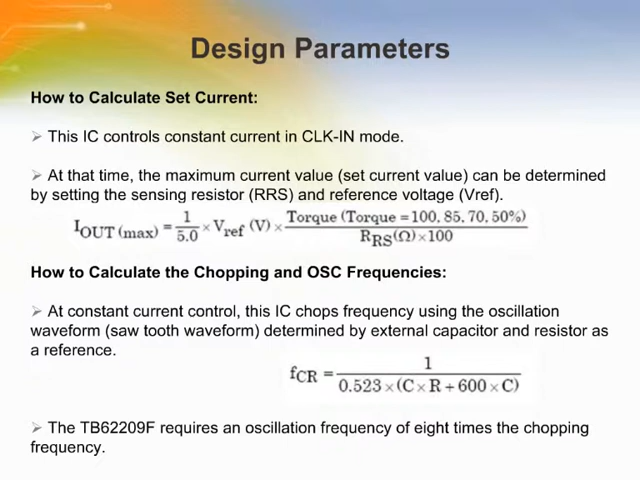 Design Parameters
How to Calculate Set Current:
➢ This IC controls constant current in CLK-IN mode.
➢ At that time, the maximum current value (set current value) can be determined
by setting the sensing resistor (RRS) and reference voltage (Vref).
I_OUT (max) = 1/5.0 × V_ref (V) × Torque (Torque = 100, 85, 70, 50%) / R_RS(Ω)×100
How to Calculate the Chopping and OSC Frequencies:
➢ At constant current control, this IC chops frequency using the oscillation
waveform (saw tooth waveform) determined by external capacitor and resistor as
a reference.
f_CR = 1 / 0.523×(C×R+600×C)
➢ The TB62209F requires an oscillation frequency of eight times the chopping
frequency.